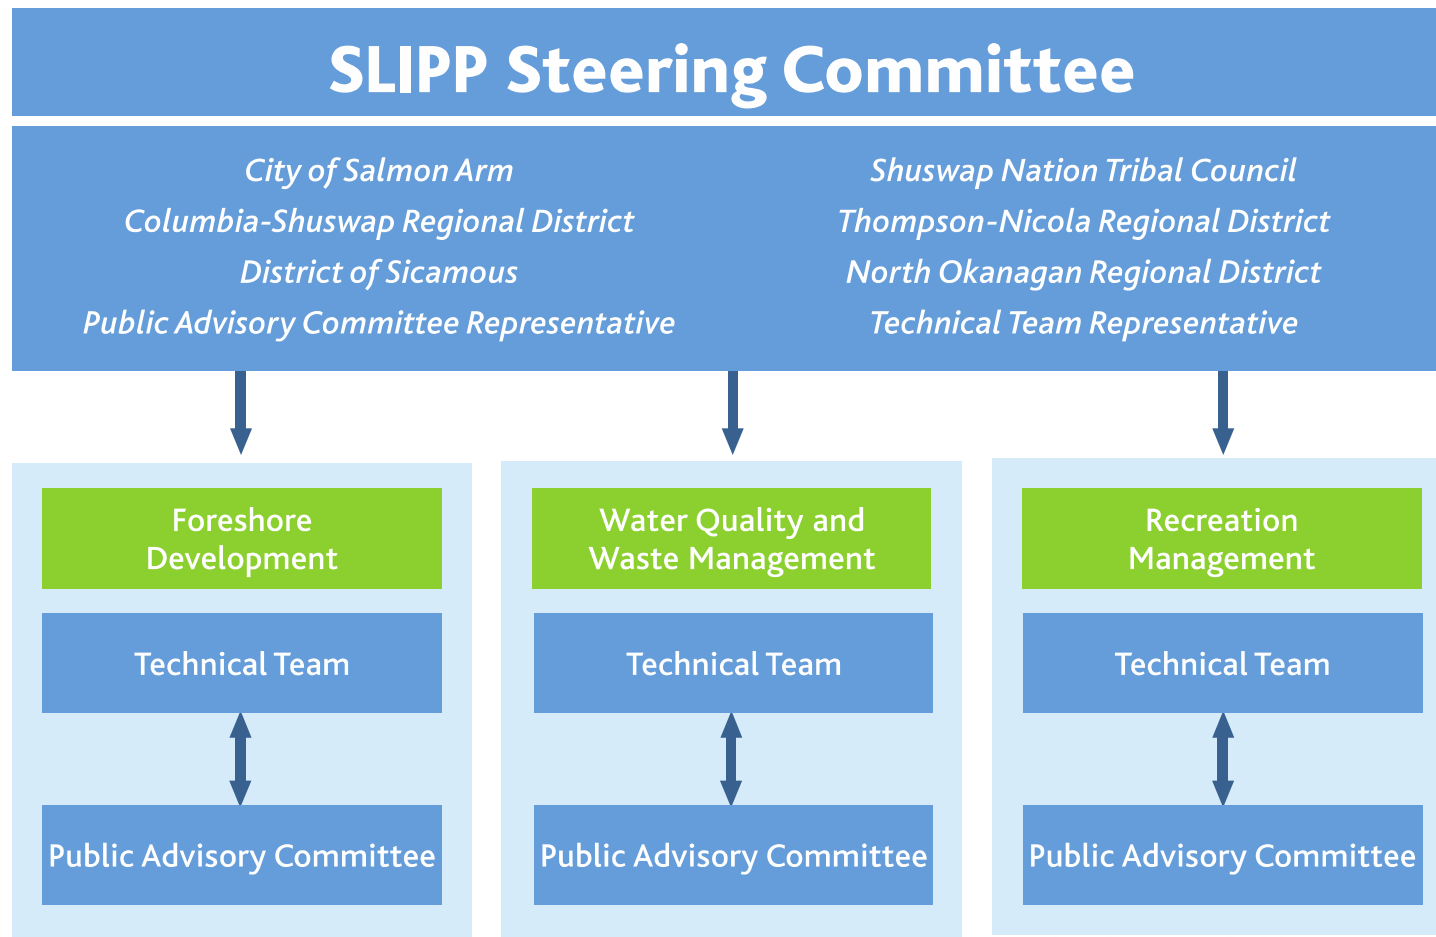 SLIPP Steering Committee
City of Salmon Arm
Columbia-Shuswap Regional District
District of Sicamous
Public Advisory Committee Representative
Shuswap Nation Tribal Council
Thompson-Nicola Regional District
North Okanagan Regional District
Technical Team Representative
Foreshore
Development
Technical Team
Public Advisory Committee
Water Quality and
Waste Management
Technical Team
Public Advisory Committee
Recreation
Management
Technical Team
Public Advisory Committee